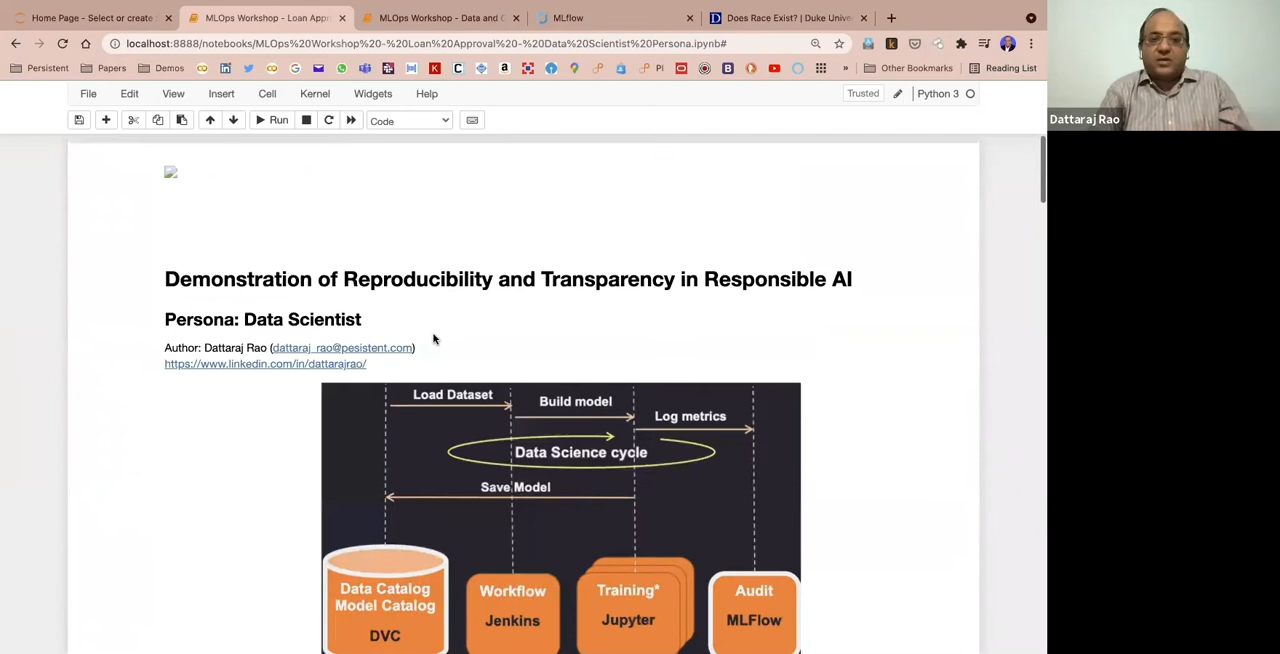 Home Page - Select or create
MLOps Workshop - Loan Appr
MLOps Workshop - Data and
MLflow
Does Race Exist? | Duke Unive
localhost:8888/notebooks/MLOps%20Workshop%20-%20Loan%20Approval%20-%20Data%20Scientist%20Persona.ipynb#
Persistent
Papers
Demos
PI
»
Other Bookmarks
Reading List
File
Edit
View
Insert
Cell
Kernel
Widgets
Help
Trusted
Python 3
Run
Code
Demonstration of Reproducibility and Transparency in Responsible AI
Persona: Data Scientist
Author: Dattaraj Rao (dattaraj_rao@pesistent.com)
https://www.linkedin.com/in/dattarajrao/
Load Dataset
Build model
Log metrics
Data Science cycle
Save Model
Data Catalog
Model Catalog
DVC
Workflow
Jenkins
Training*
Jupyter
Audit
MLFlow
Dattaraj Rao